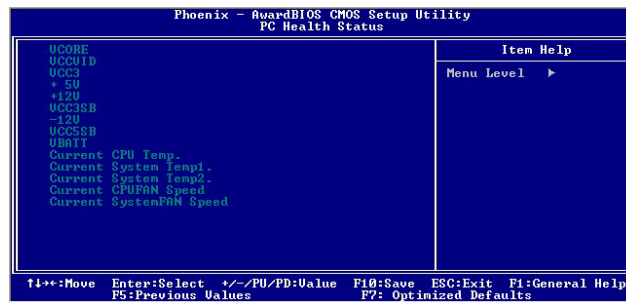 Phoenix - AwardBIOS CMOS Setup Utility
PC Health Status
VCORE
VCCVID
VCC3
+ 5V
+12V
VCC3SB
-12V
VCC5SB
VBATT
Current CPU Temp.
Current System Temp1.
Current System Temp2.
Current CPUFAN Speed
Current SystemFAN Speed
Item Help
Menu Level ▶
↑↓→←:Move Enter:Select +/-/PU/PD:Value F10:Save ESC:Exit F1:General Help
F5:Previous Values F7: Optimized Defaults